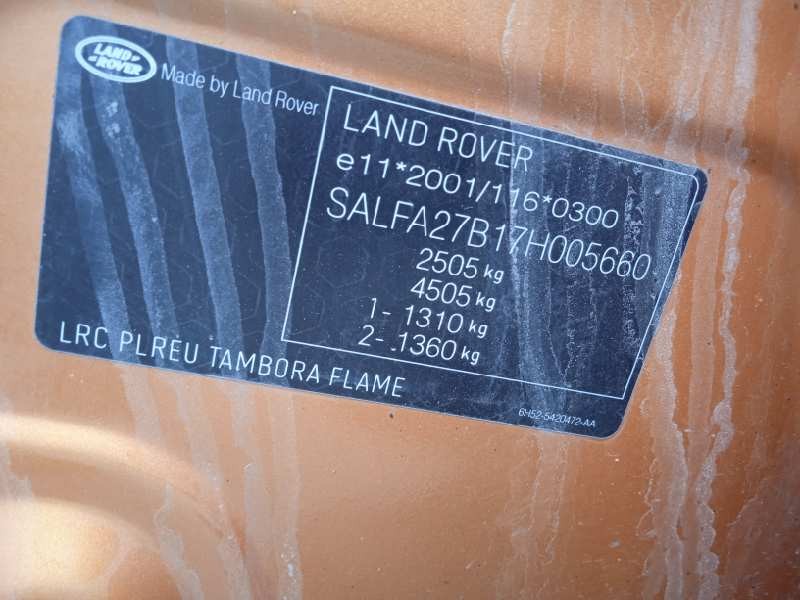 LAND ROVER
Made by Land Rover
LAND ROVER
e11*2001/116*0300
SALFA27B17H005660
2505 kg
4505 kg
1- 1310 kg
2- .1360 kg
LRC PLREU TAMBORA FLAME
6H52-5420472-AA